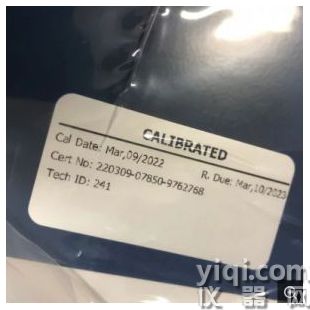 CALIBRATED
Cal Date: Mar,09/2022 R. Due: Mar,10/2023
Cert No: 220309-07850-9762768
Tech ID: 241
yiqi.com
仪器网